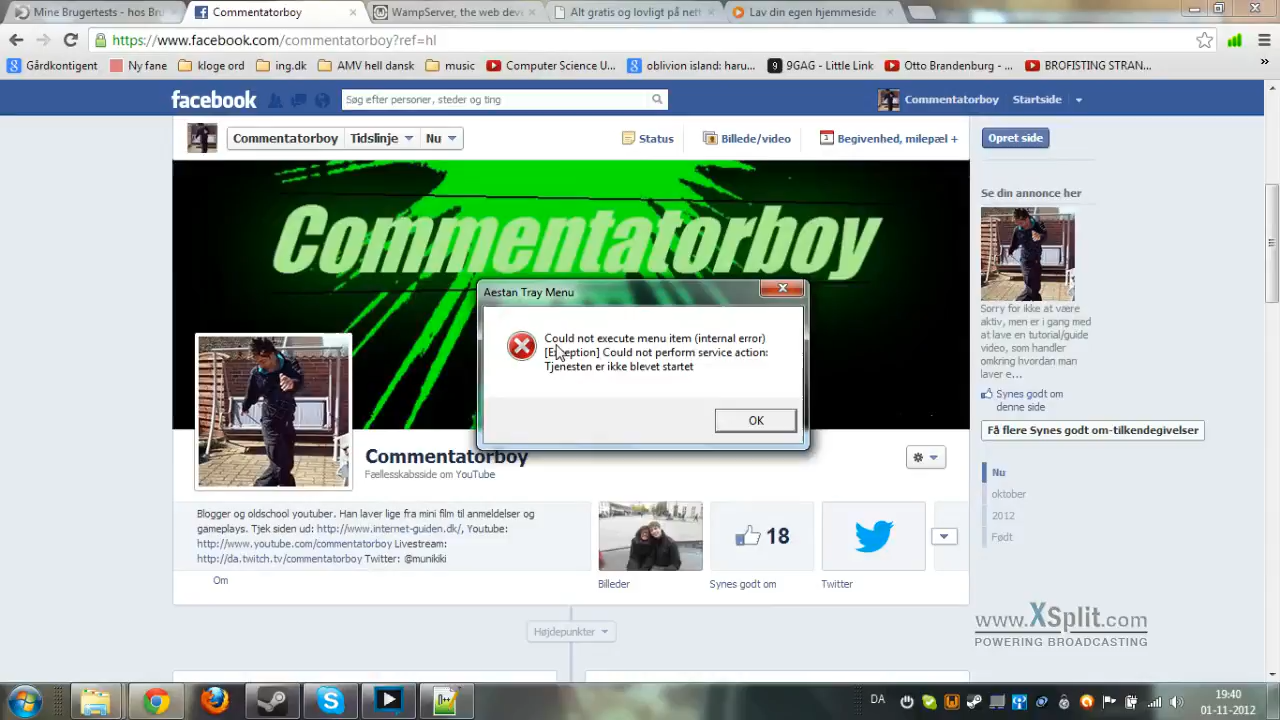 Mine Brugertests - hos Bru
Commentatorboy
WampServer, the web dev
Alt gratis og lovligt på nett
Lav din egen hjemmeside
https://www.facebook.com/commentatorboy?ref=hl
Gårdkontigent
Ny fane
kloge ord
ing.dk
AMV hell dansk
music
Computer Science U...
oblivion island: haru...
9GAG - Little Link
Otto Brandenburg - ...
BROFISTING STRAN...
facebook
Søg efter personer, steder og ting
Commentatorboy
Startside
Commentatorboy
Tidslinje
Nu
Status
Billede/video
Begivenhed, milepæl +
Opret side
Commentatorboy
Se din annonce her
Sorry for ikke at være
aktiv, men er i gang med
at lave en tutorial/guide
video, som handler
omkring hvordan man
laver e...
Synes godt om
denne side
Få flere Synes godt om-tilkendegivelser
Aestan Tray Menu
Could not execute menu item (internal error)
[Exception] Could not perform service action:
Tjenesten er ikke blevet startet
OK
Commentatorboy
Fællesskabsside om YouTube
Nu
oktober
2012
Født
Blogger og oldschool youtuber. Han laver lige fra mini film til anmeldelser og
gameplays. Tjek siden ud: http://www.internet-guiden.dk/, Youtube:
http://www.youtube.com/commentatorboy Livestream:
http://da.twitch.tv/commentatorboy Twitter: @munikiki
Om
18
Billeder
Synes godt om
Twitter
Højdepunkter
www.XSplit.com
POWERING BROADCASTING
DA
19:40
01-11-2012